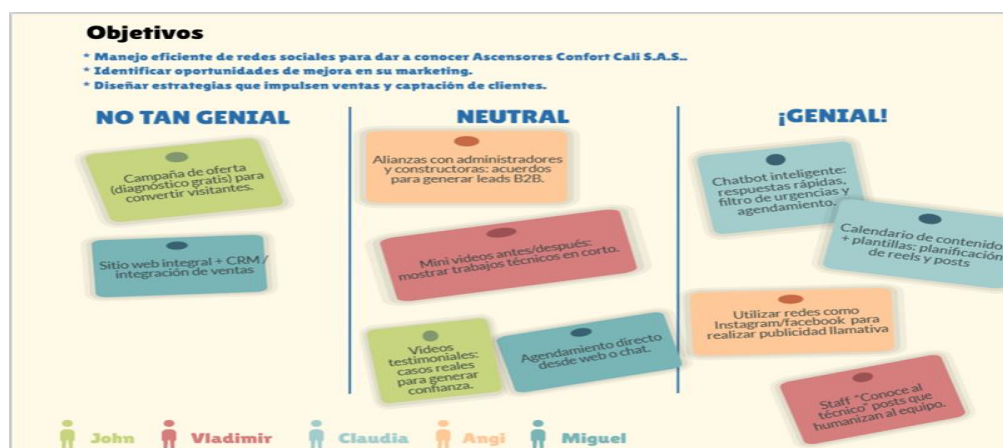 Objetivos
* Manejo eficiente de redes sociales para dar a conocer Ascensores Confort Cali S.A.S..
* Identificar oportunidades de mejora en su marketing.
* Diseñar estrategias que impulsen ventas y captación de clientes.
NO TAN GENIAL
Campaña de oferta
(diagnóstico gratis) para
convertir visitantes.
Sitio web integral + CRM /
integración de ventas
NEUTRAL
Alianzas con administradores
y constructoras: acuerdos
para generar leads B2B.
Mini videos antes/después:
mostrar trabajos técnicos en corto.
Videos
testimoniales:
casos reales
para generar
confianza.
Agendamiento directo
desde web o chat.
¡GENIAL!
Chatbot inteligente:
respuestas rápidas,
filtro de urgencias y
agendamiento.
Calendario de contenido
+ plantillas: planificación
de reels y posts
Utilizar redes como
Instagram/facebook para
realizar publicidad llamativa
Staff "Conoce al
técnico" posts que
humanizan al equipo.
John
Vladimir
Claudia
Angi
Miguel